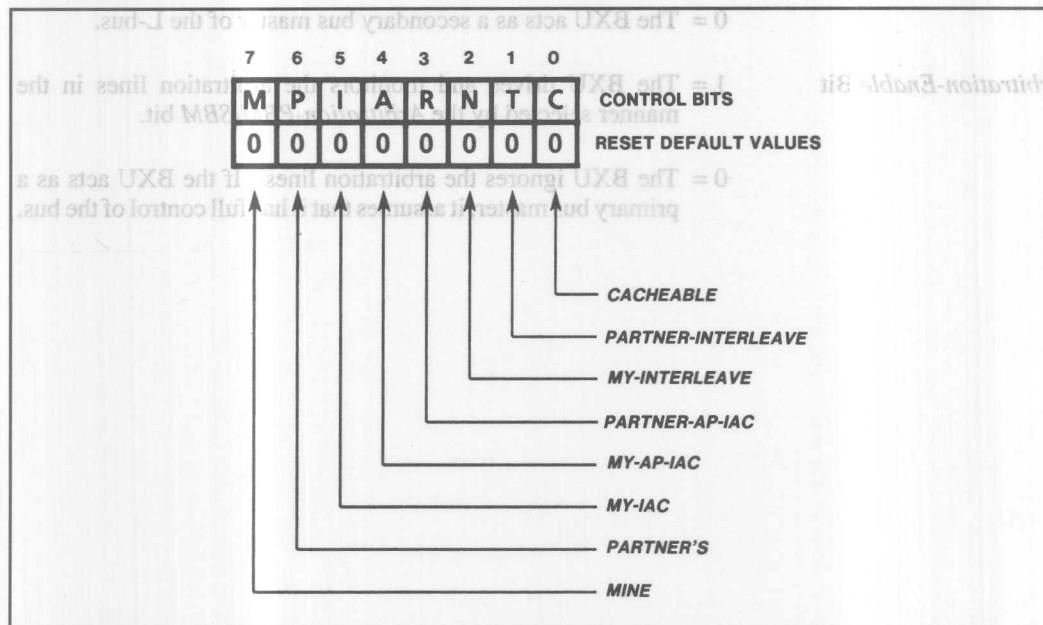 0 = The BXU acts as a secondary bus mast of the L-bus.
7 6 5 4 3 2 1 0
M P I A R N T C CONTROL BITS
0 0 0 0 0 0 0 0 RESET DEFAULT VALUES
Arbitration-Enable Bit 1 = The BXU drives and monitors the arbitration lines in the
manner selected by the Arbitration-PBM/SBM bit.
0 = The BXU ignores the arbitration lines. If the BXU acts as a
primary bus master, it assumes that it has full control of the bus.
CACHEABLE
PARTNER-INTERLEAVE
MY-INTERLEAVE
PARTNER-AP-IAC
MY-AP-IAC
MY-IAC
PARTNER'S
MINE